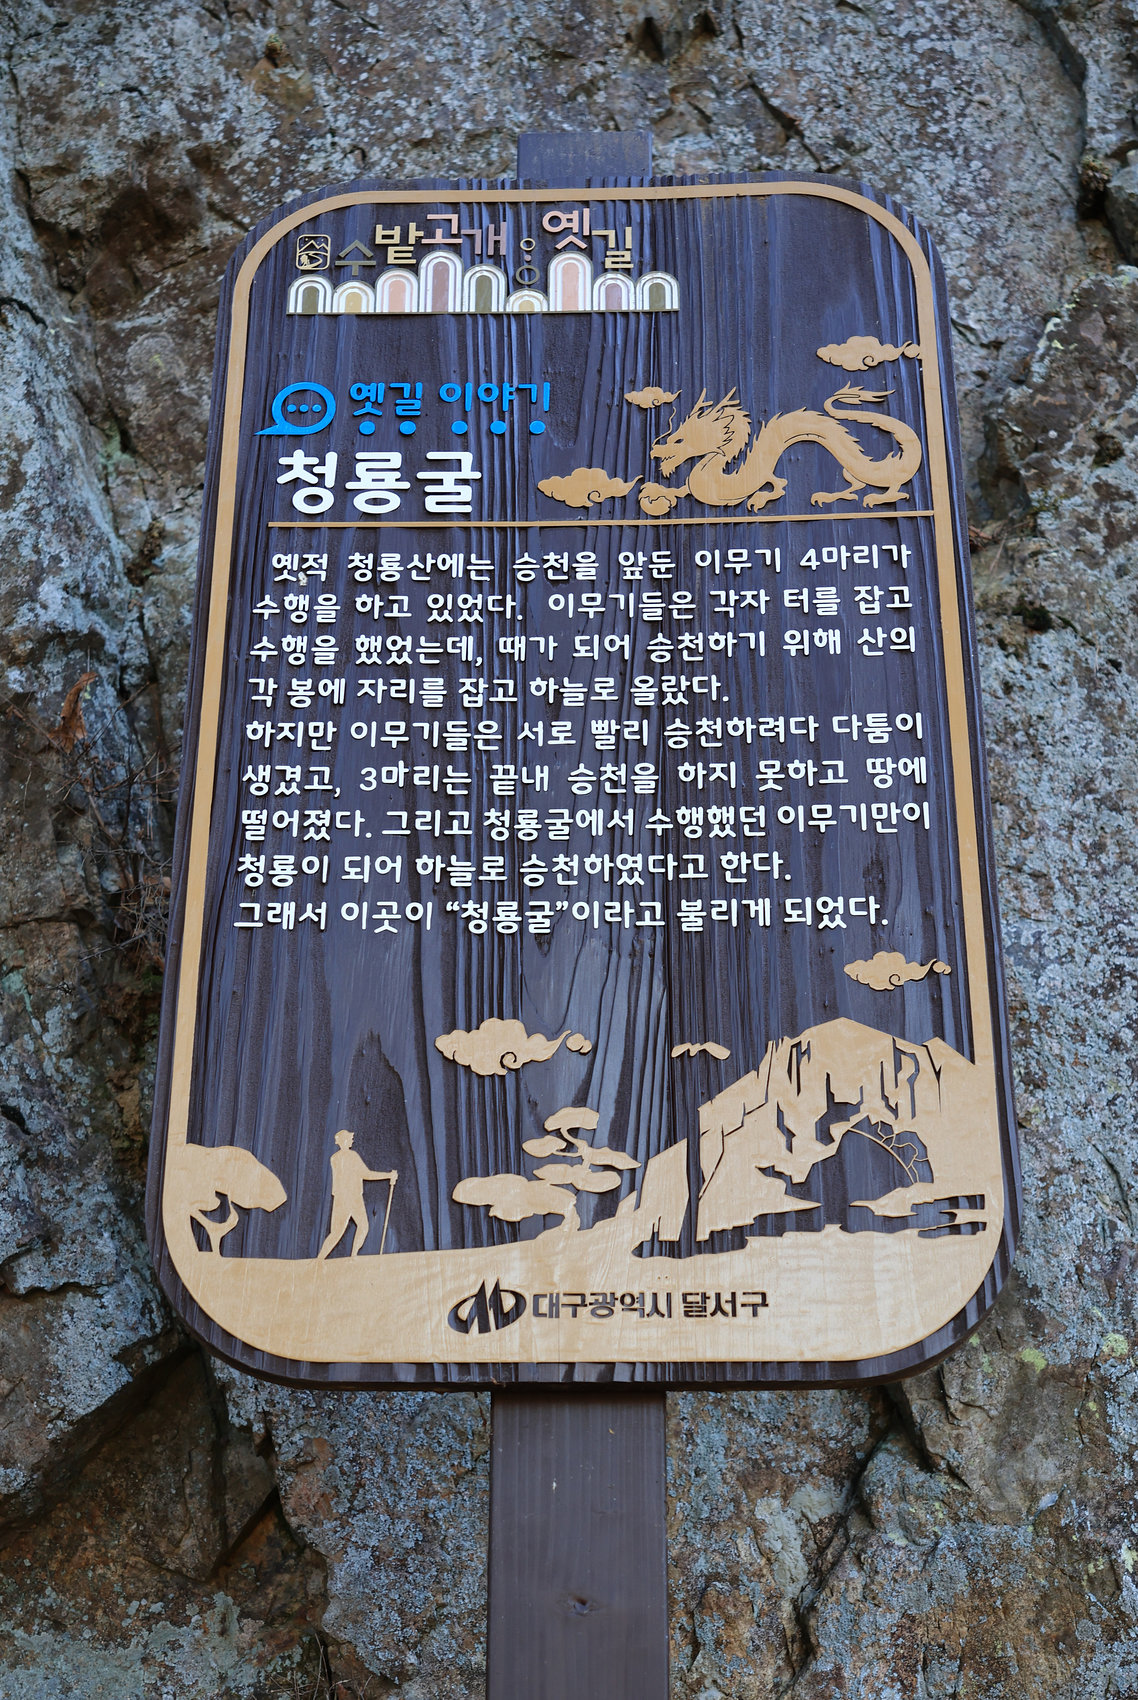 수밭고개 옛길
옛길 이야기
청룡굴
옛적 청룡산에는 승천을 앞둔 이무기 4마리가
수행을 하고 있었다. 이무기들은 각자 터를 잡고
수행을 했었는데, 때가 되어 승천하기 위해 산의
각 봉에 자리를 잡고 하늘로 올랐다.
하지만 이무기들은 서로 빨리 승천하려다 다툼이
생겼고, 3마리는 끝내 승천을 하지 못하고 땅에
떨어졌다. 그리고 청룡굴에서 수행했던 이무기만이
청룡이 되어 하늘로 승천하였다고 한다.
그래서 이곳이 “청룡굴”이라고 불리게 되었다.
대구광역시 달서구